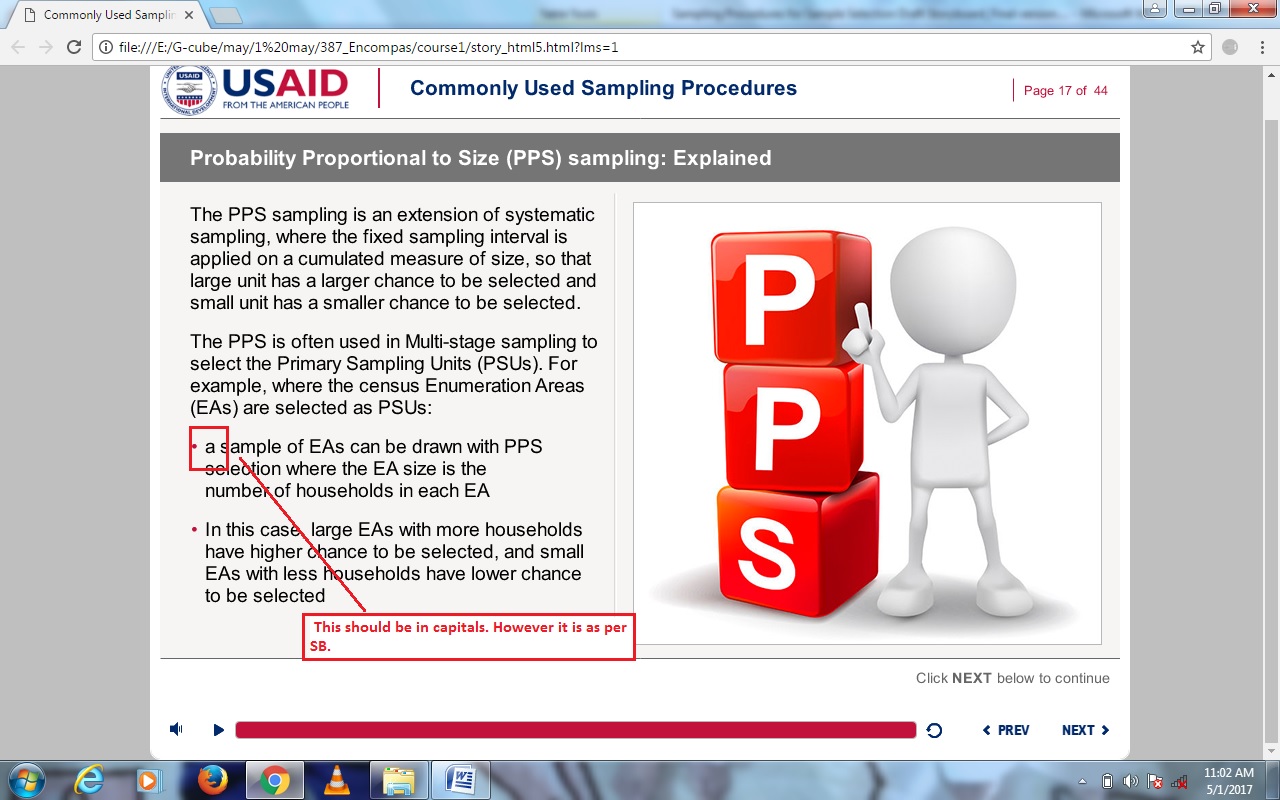 Commonly Used Samplin
file:///E:/G-cube/may/1%20may/387_Encompas/course1/story_html5.html?lms=1
USAID
USAID
FROM THE AMERICAN PEOPLE
Commonly Used Sampling Procedures
Page 17 of 44
Probability Proportional to Size (PPS) sampling: Explained
The PPS sampling is an extension of systematic
sampling, where the fixed sampling interval is
applied on a cumulated measure of size, so that
large unit has a larger chance to be selected and
small unit has a smaller chance to be selected.
The PPS is often used in Multi-stage sampling to
select the Primary Sampling Units (PSUs). For
example, where the census Enumeration Areas
(EAs) are selected as PSUs:
• a sample of EAs can be drawn with PPS
selection where the EA size is the
number of households in each EA
• In this case, large EAs with more households
have higher chance to be selected, and small
EAs with less households have lower chance
to be selected
This should be in capitals. However it is as per
SB.
P
P
S
Click NEXT below to continue
PREV
NEXT
11:02 AM
5/1/2017